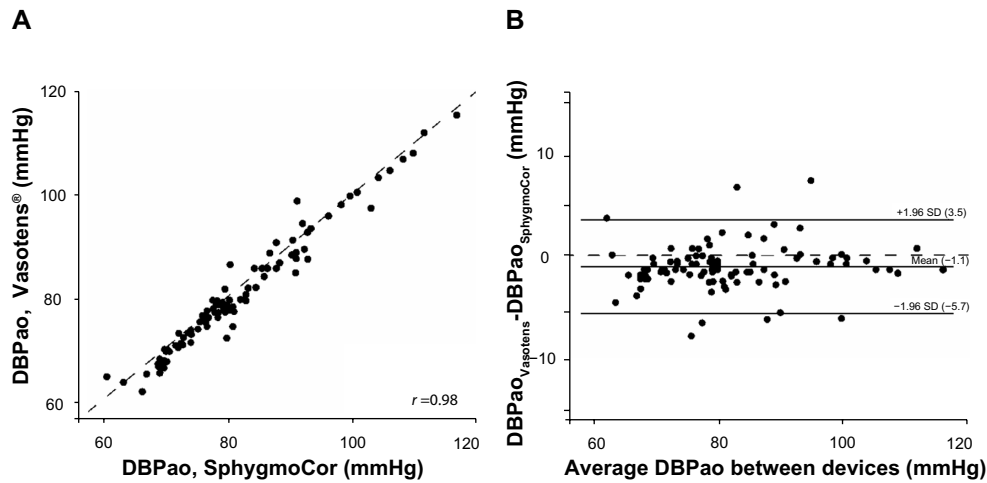 A
DBPao, Vasotens® (mmHg)
120
100
80
60
60 80 100 120
r=0.98
DBPao, SphygmoCor (mmHg)
B
DBPaoVasotens-DBPaoSphygmoCor (mmHg)
10
0
−10
+1.96 SD (3.5)
Mean (−1.1)
−1.96 SD (−5.7)
60 80 100 120
Average DBPao between devices (mmHg)